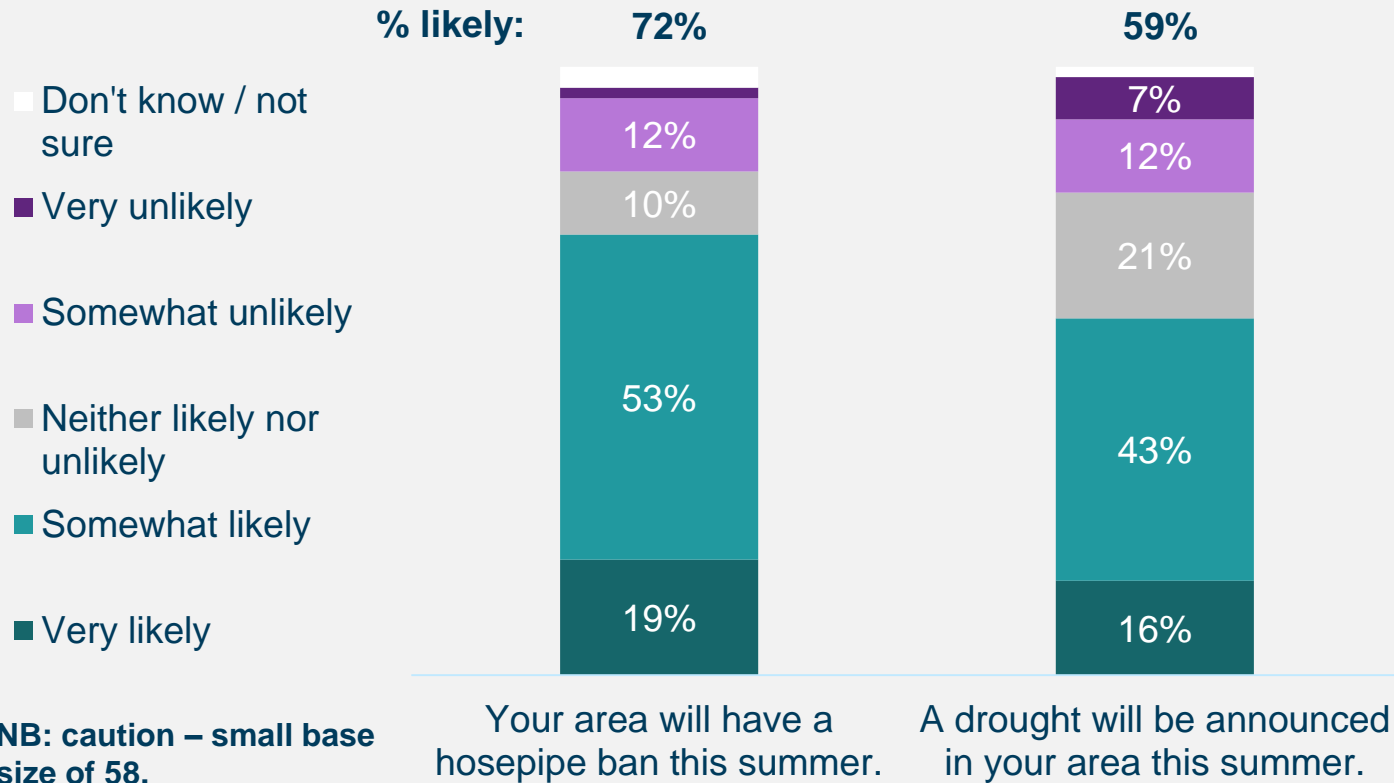 % likely:
72%
59%
Don't know / not
sure
Very unlikely
Somewhat unlikely
Neither likely nor
unlikely
Somewhat likely
Very likely
12%
10%
53%
19%
7%
12%
21%
43%
16%
Your area will have a
hosepipe ban this summer.
A drought will be announced
in your area this summer.
NB: caution – small base
size of 58.